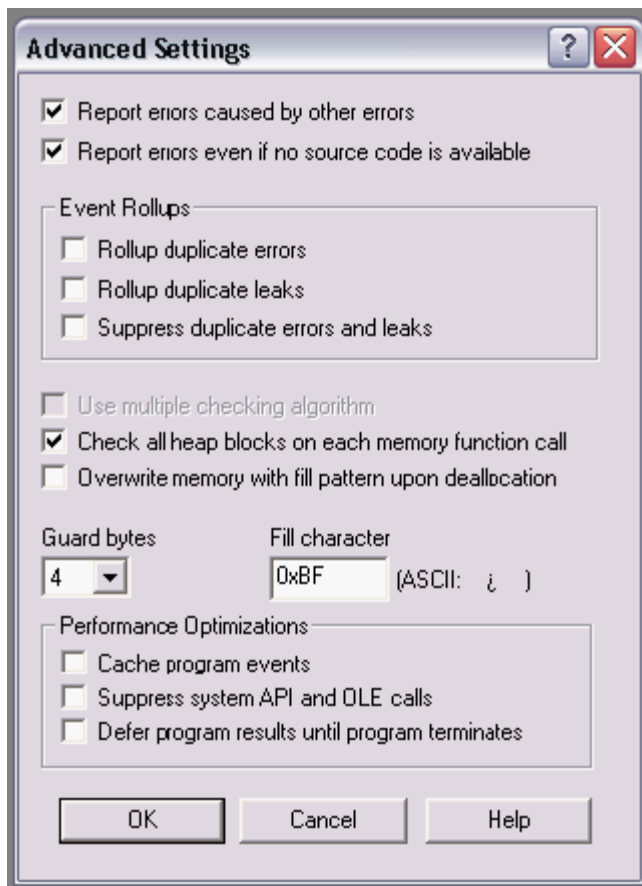 Advanced Settings
Report errors caused by other errors
Report errors even if no source code is available
Event Rollups
Rollup duplicate errors
Rollup duplicate leaks
Suppress duplicate errors and leaks
Use multiple checking algorithm
Check all heap blocks on each memory function call
Overwrite memory with fill pattern upon deallocation
Guard bytes Fill character
4 0xBF (ASCII: ¿ )
Performance Optimizations
Cache program events
Suppress system API and OLE calls
Defer program results until program terminates
OK Cancel Help